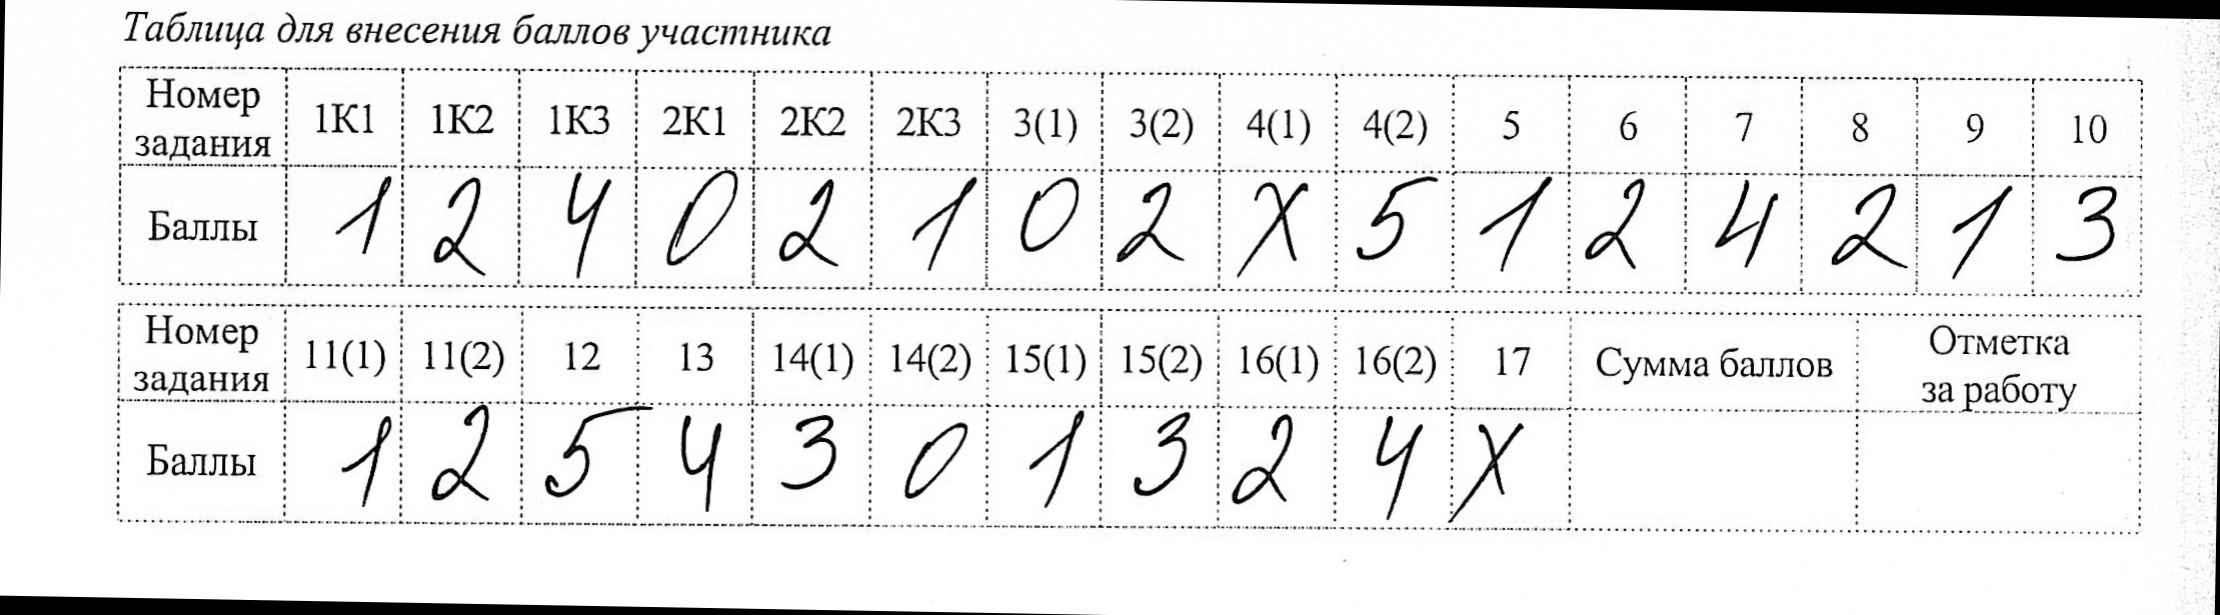 Таблица для внесения баллов участника
Номер задания 1К1 1К2 1К3 2К1 2К2 2К3 3(1) 3(2) 4(1) 4(2) 5 6 7 8 9 10
Баллы 1 2 4 0 2 1 0 2 X 5 1 2 4 2 1 3
Номер задания 11(1) 11(2) 12 13 14(1) 14(2) 15(1) 15(2) 16(1) 16(2) 17 Сумма баллов Отметка за работу
Баллы 1 2 5 4 3 0 1 3 2 4 X